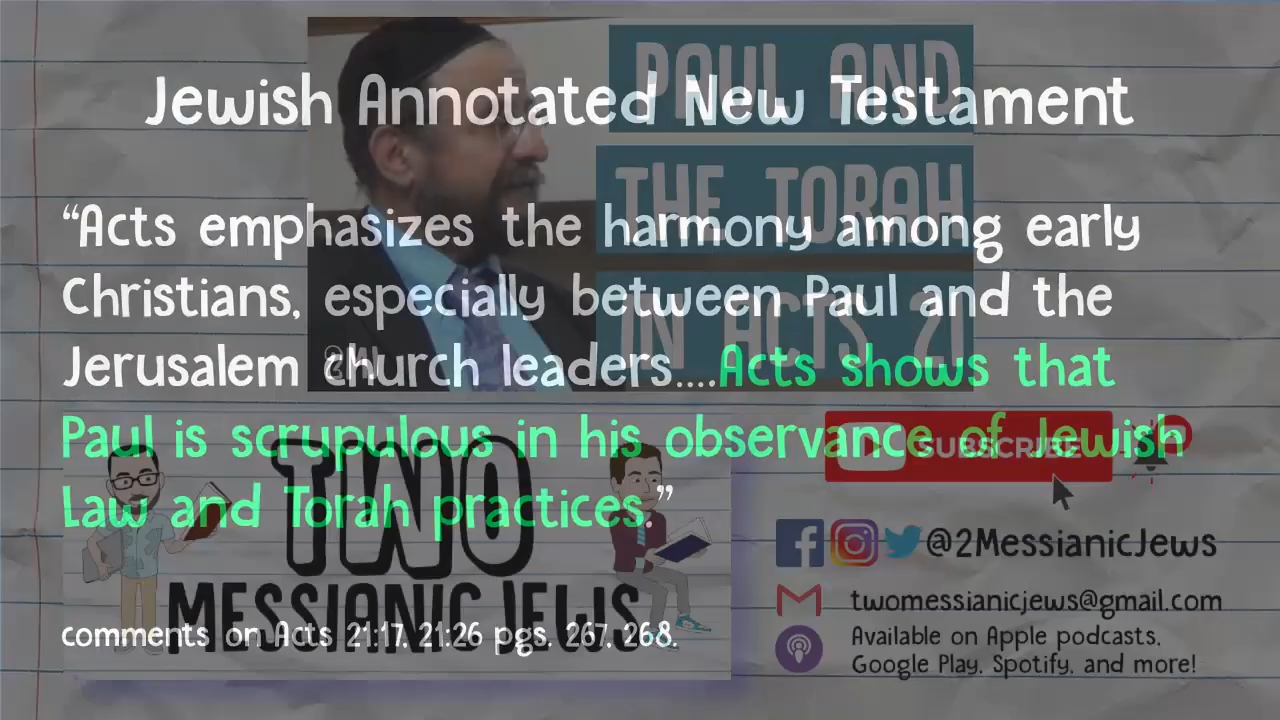 Jewish Annotated New Testament
PAUL AND
THE TORAH
IN ACTS 21
“Acts emphasizes the harmony among early
Christians, especially between Paul and the
Jerusalem church leaders....Acts shows that
Paul is scrupulous in his observance of Jewish
Law and Torah practices.”
comments on Acts 21:17, 21:26 pgs. 267, 268.
TWO
MESSIANIC JEWS
SUBSCRIBE
@2MessianicJews
twomessianicjews@gmail.com
Available on Apple podcasts,
Google Play, Spotify, and more!